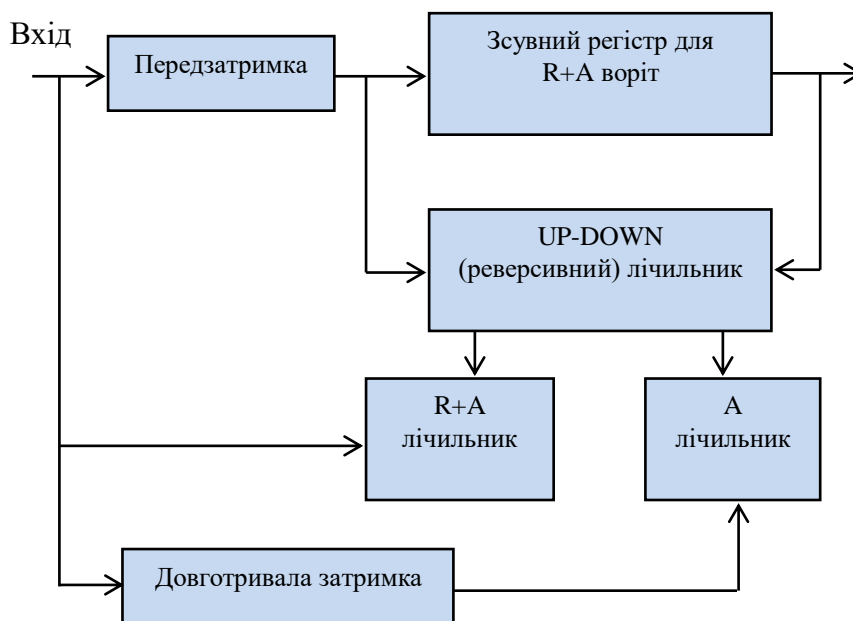 Вхід
Передзатримка
Зсувний регістр для
R+A воріт
UP-DOWN
(реверсивний) лічильник
R+A
лічильник
A
лічильник
Довготривала затримка